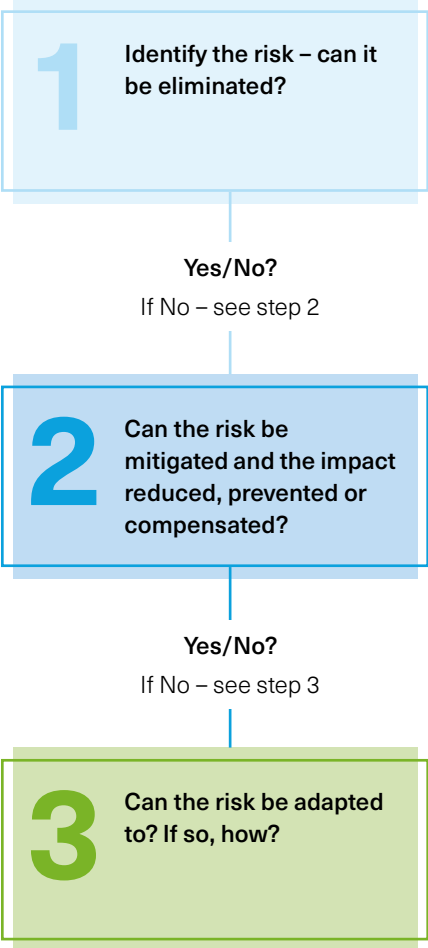 1
Identify the risk – can it
be eliminated?
Yes/No?
If No – see step 2
2
Can the risk be
mitigated and the impact
reduced, prevented or
compensated?
Yes/No?
If No – see step 3
3
Can the risk be adapted
to? If so, how?